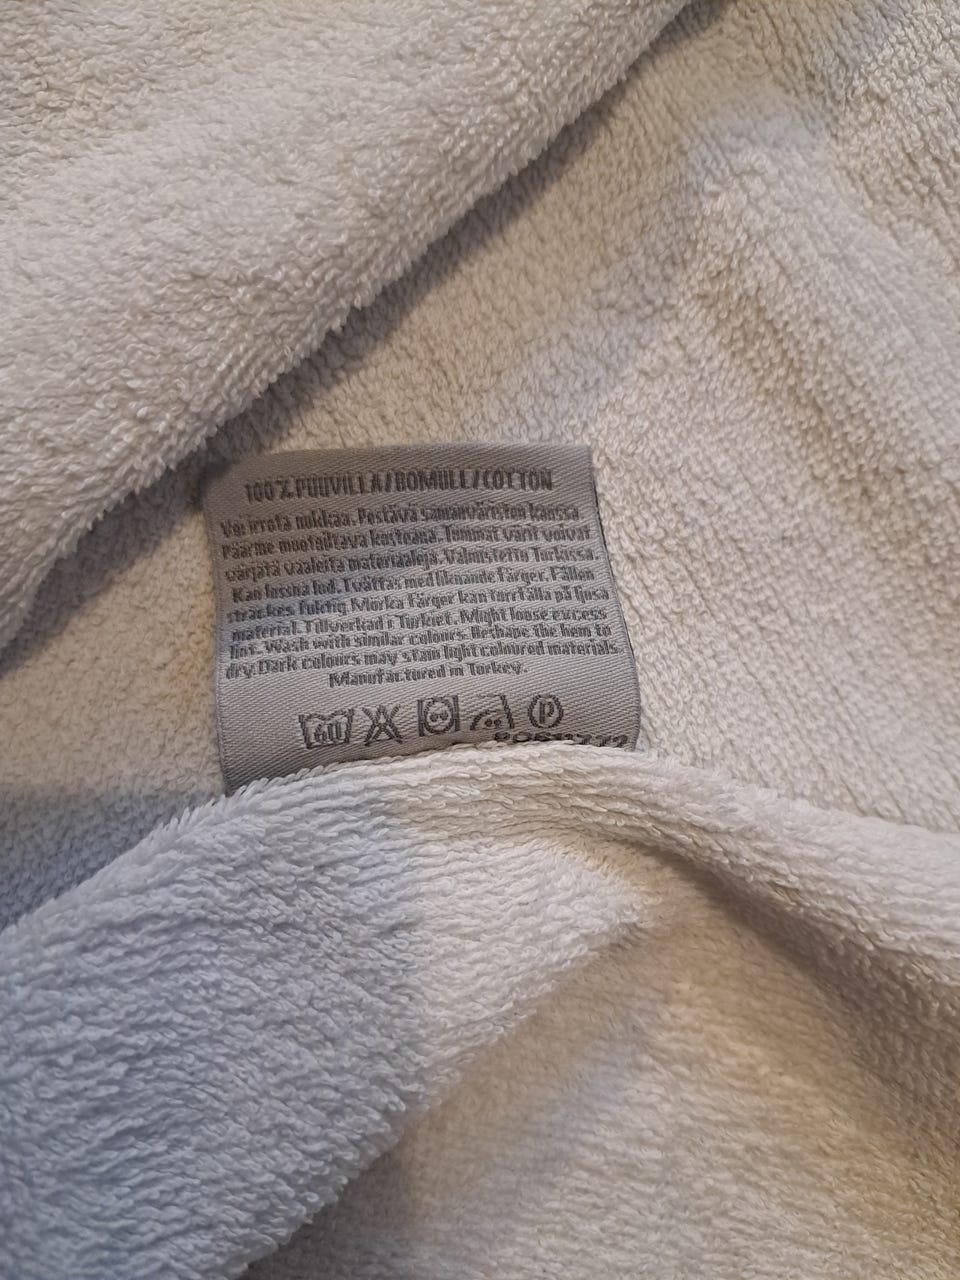 100% PUUVILLA/BOMULL/COTTON
Voi irrota nukkaa. Pestävä samanväristen kanssa
Päärme muotoiltava kosteana. Tummat värit voivat
värjätä vaaleita materiaaleja. Valmistettu Turkissa.
Kan lossna lud. Tvättas med liknande färger. Fållen
sträckes fuktig. Mörka färger kan torrfälla på ljusa
material. Tillverkad i Turkiet. Might loose excess
lint. Wash with similar colours. Reshape the hem to
dry. Dark colours may stain light coloured materials.
Manufactured in Turkey.
60 P